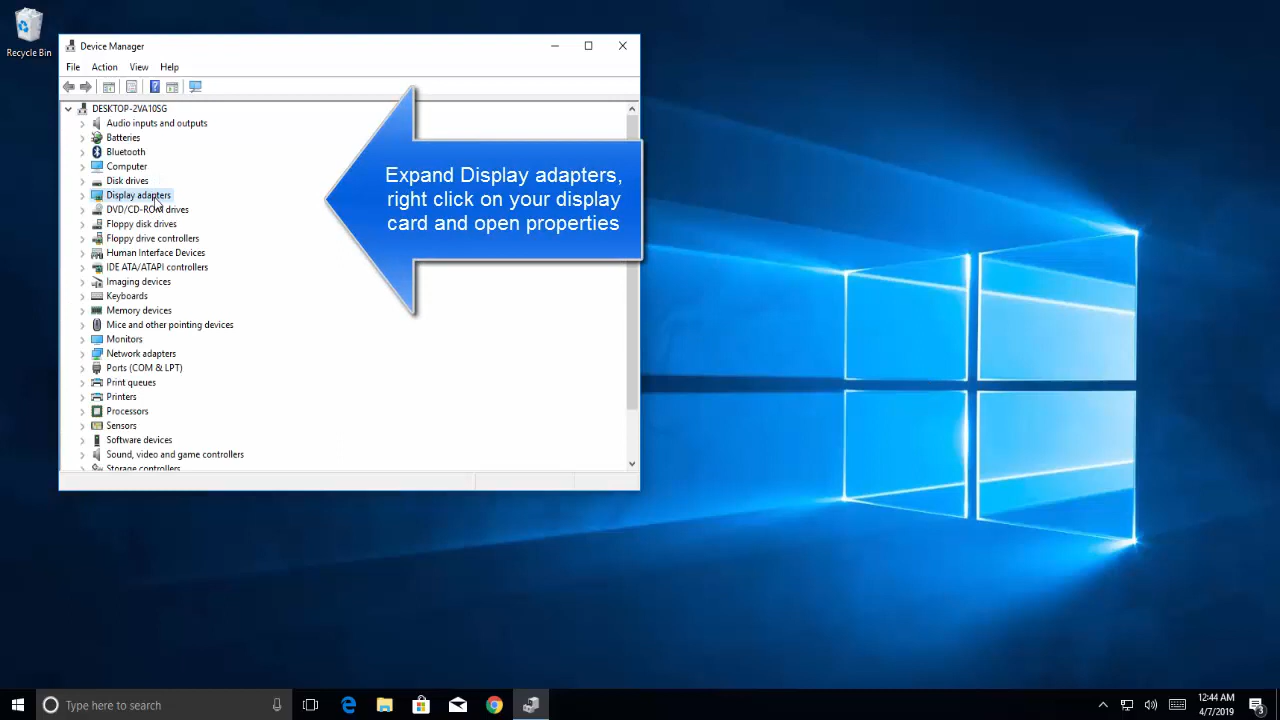 Recycle Bin
Device Manager
File Action View Help
DESKTOP-2VA10SG
Audio inputs and outputs
Batteries
Bluetooth
Computer
Disk drives
Display adapters
DVD/CD-ROM drives
Floppy disk drives
Floppy drive controllers
Human Interface Devices
IDE ATA/ATAPI controllers
Imaging devices
Keyboards
Memory devices
Mice and other pointing devices
Monitors
Network adapters
Ports (COM & LPT)
Print queues
Printers
Processors
Sensors
Software devices
Sound, video and game controllers
Storage controllers
Expand Display adapters,
right click on your display
card and open properties
Type here to search
12:44 AM
4/7/2019
3